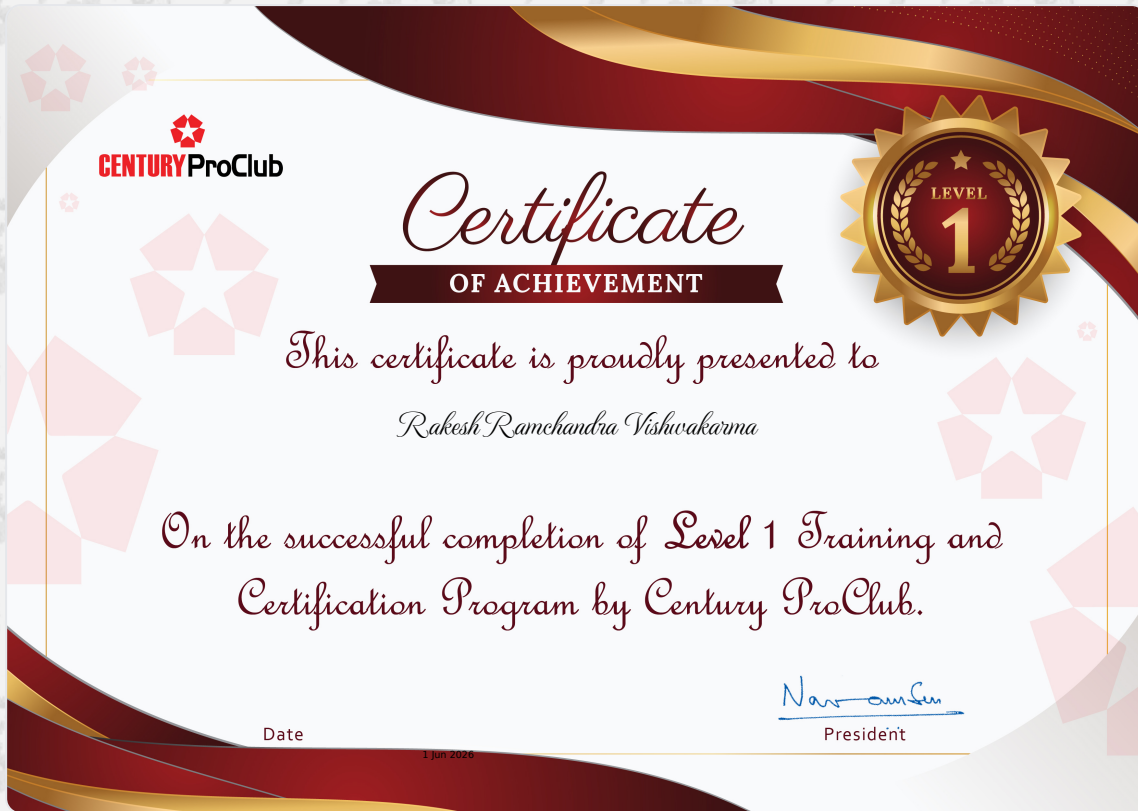 CENTURY ProClub
LEVEL
1
Certificate
OF ACHIEVEMENT
This certificate is proudly presented to
Rakesh Ramchandra Vishwakarma
On the successful completion of Level 1 Training and
Certification Program by Century ProClub.
Date
President
1 Jun 2026